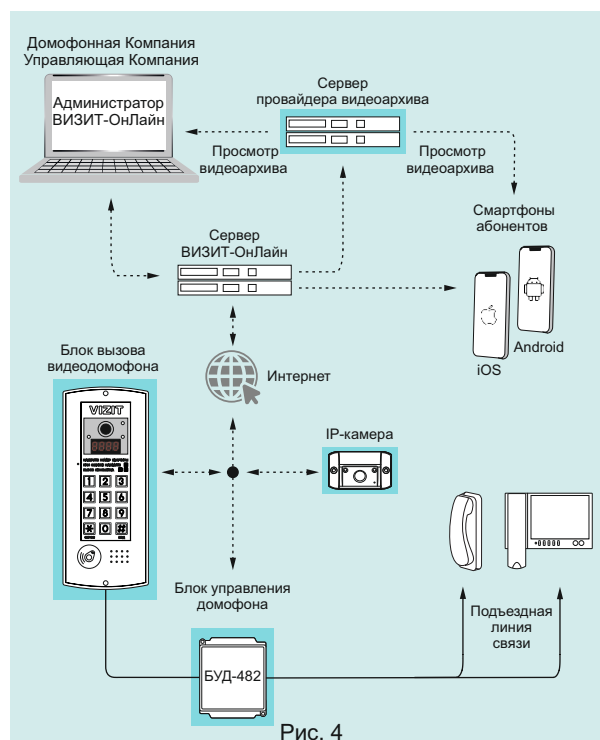 Домофонная Компания
Управляющая Компания
Администратор
ВИЗИТ-ОнЛайн
Сервер
провайдера видеоархива
Просмотр
видеоархива
Просмотр
видеоархива
Сервер
ВИЗИТ-ОнЛайн
Смартфоны
абонентов
iOS
Android
Интернет
Блок вызова
видеодомофона
VIZIT
1 2 3
4 5 6
7 8 9
* 0 #
IP-камера
Блок управления
домофона
БУД-482
Подъездная
линия
связи
Рис. 4